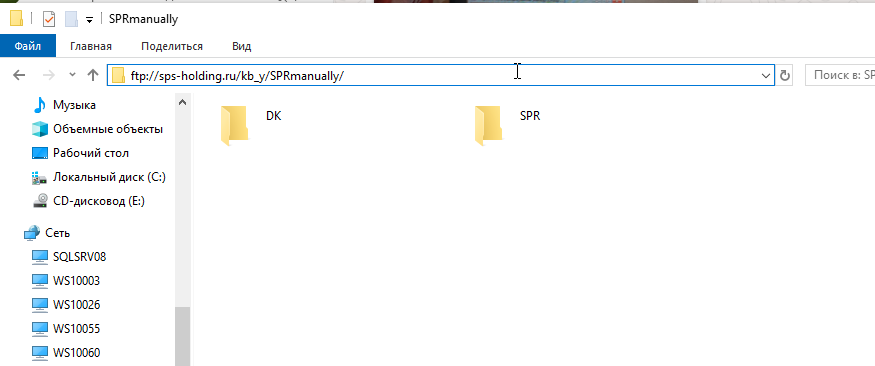 SPRmanually
Файл Главная Поделиться Вид
ftp://sps-holding.ru/kb_y/SPRmanually/
Поиск в: SP
Музыка
Объемные объекты
Рабочий стол
Локальный диск (C:)
CD-дисковод (E:)
Сеть
SQLSRV08
WS10003
WS10026
WS10055
WS10060
DK
SPR